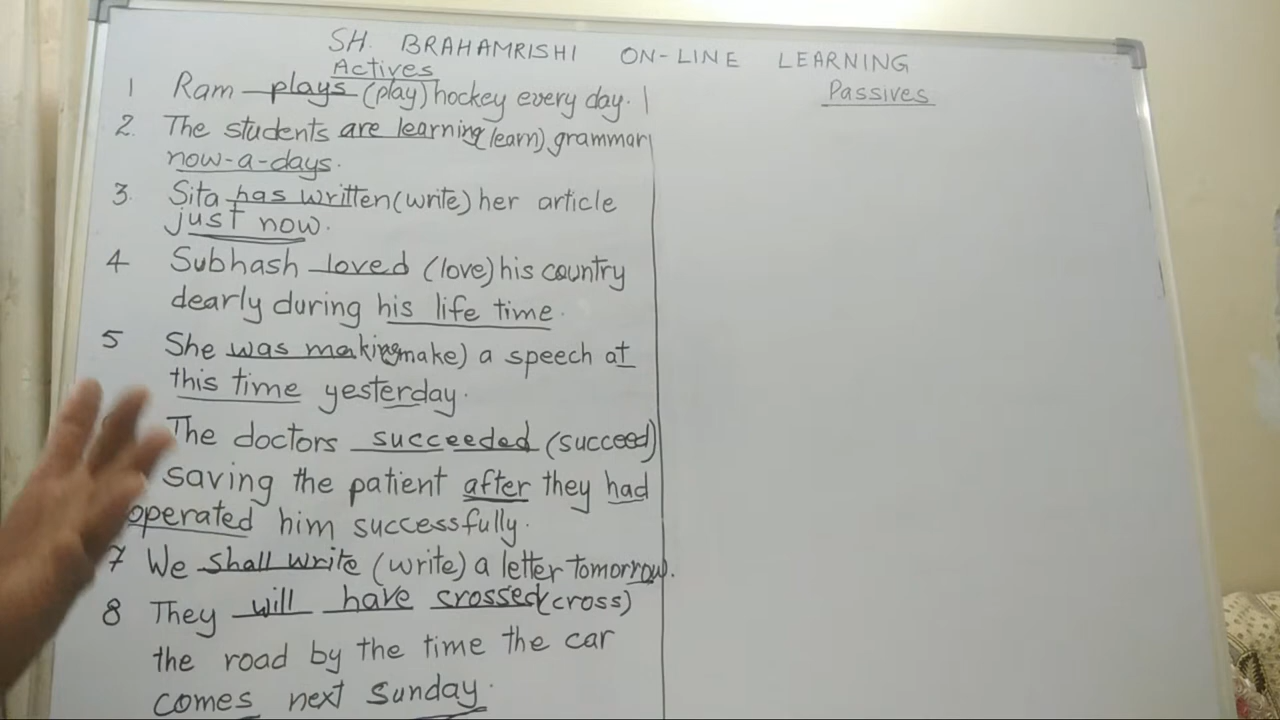 SH. BRAHAMRISHI ON-LINE LEARNING
Actives
Passives
1 Ram plays (play) hockey every day.
2. The students are learning (learn) grammar
now-a-days.
3. Sita has written (write) her article
just now.
4 Subhash loved (love) his country
dearly during his life time.
5 She was making make) a speech at
this time yesterday.
The doctors succeeded (succeed)
saving the patient after they had
operated him successfully.
7 We shall write (write) a letter tomorrow.
8 They will have crossed (cross)
the road by the time the car
comes next Sunday.